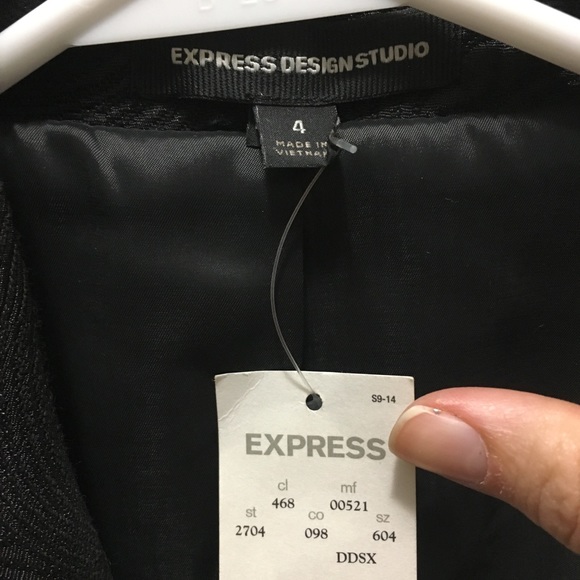 EXPRESS DESIGN STUDIO
4
MADE IN
VIETNAM
S9-14
EXPRESS
cl mf
468 00521
st co sz
2704 098 604
DDSX